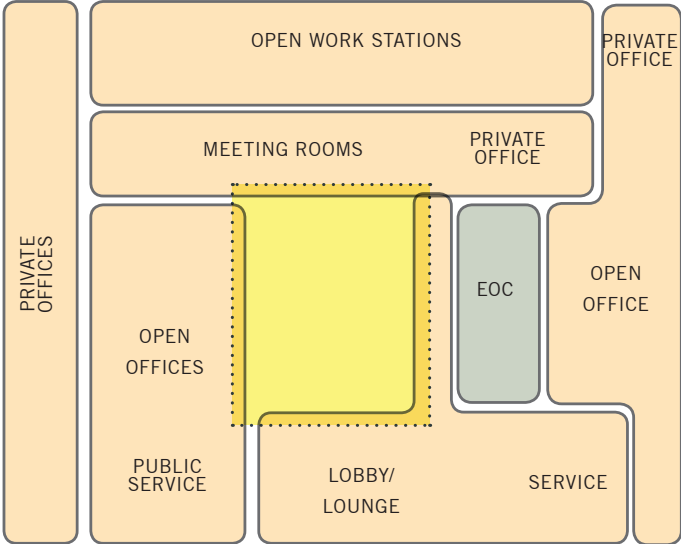 OPEN WORK STATIONS
PRIVATE
OFFICE
MEETING ROOMS
PRIVATE
OFFICE
PRIVATE
OFFICES
EOC
OPEN
OFFICE
OPEN
OFFICES
PUBLIC
SERVICE
LOBBY/
LOUNGE
SERVICE